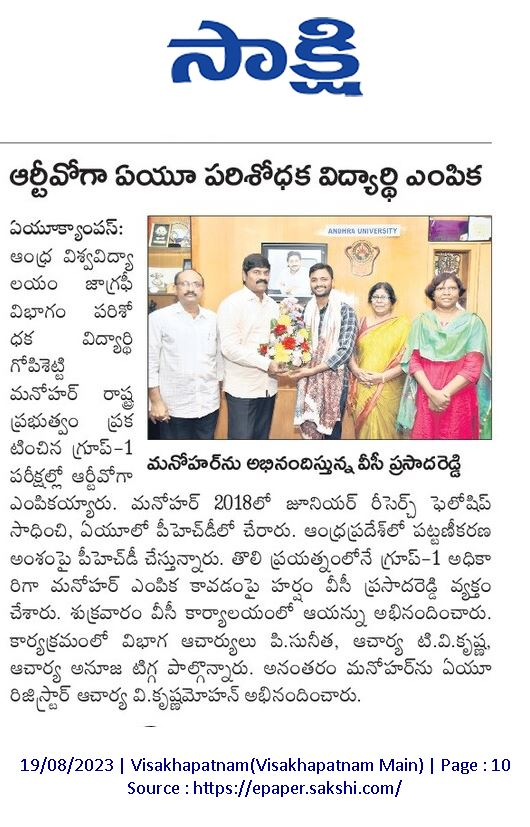 సాక్షి
ఆర్టీవోగా ఏయూ పరిశోధక విద్యార్థి ఎంపిక
ఏయూక్యాంపస్:
ఆంధ్ర విశ్వవిద్యా
లయం జాగ్రఫీ
విభాగం పరిశో
ధక విద్యార్థి
గోపిశెట్టి
మనోహర్ రాష్ట్ర
ప్రభుత్వం ప్రక
టించిన గ్రూప్-1
పరీక్షల్లో ఆర్టీవోగా
ANDHRA UNIVERSITY
మనోహర్‌ను అభినందిస్తున్న వీసీ ప్రసాదరెడ్డి
ఎంపికయ్యారు. మనోహర్ 2018లో జూనియర్ రీసెర్చ్ ఫెలోషిప్
సాధించి, ఏయూలో పీహెచ్‌డీలో చేరారు. ఆంధ్రప్రదేశ్‌లో పట్టణీకరణ
అంశంపై పీహెచ్‌డీ చేస్తున్నారు. తొలి ప్రయత్నంలోనే గ్రూప్-1 అధికా
రిగా మనోహర్ ఎంపిక కావడంపై హర్షం వీసీ ప్రసాదరెడ్డి వ్యక్తం
చేశారు. శుక్రవారం వీసీ కార్యాలయంలో ఆయన్ను అభినందించారు.
కార్యక్రమంలో విభాగ ఆచార్యులు పి.సునీత, ఆచార్య టి.వి.కృష్ణ,
ఆచార్య అనూజ టిగ్గ పాల్గొన్నారు. అనంతరం మనోహర్‌ను ఏయూ
రిజిస్ట్రార్ ఆచార్య వి.కృష్ణమోహన్ అభినందించారు.
19/08/2023 | Visakhapatnam(Visakhapatnam Main) | Page : 10
Source : https://epaper.sakshi.com/